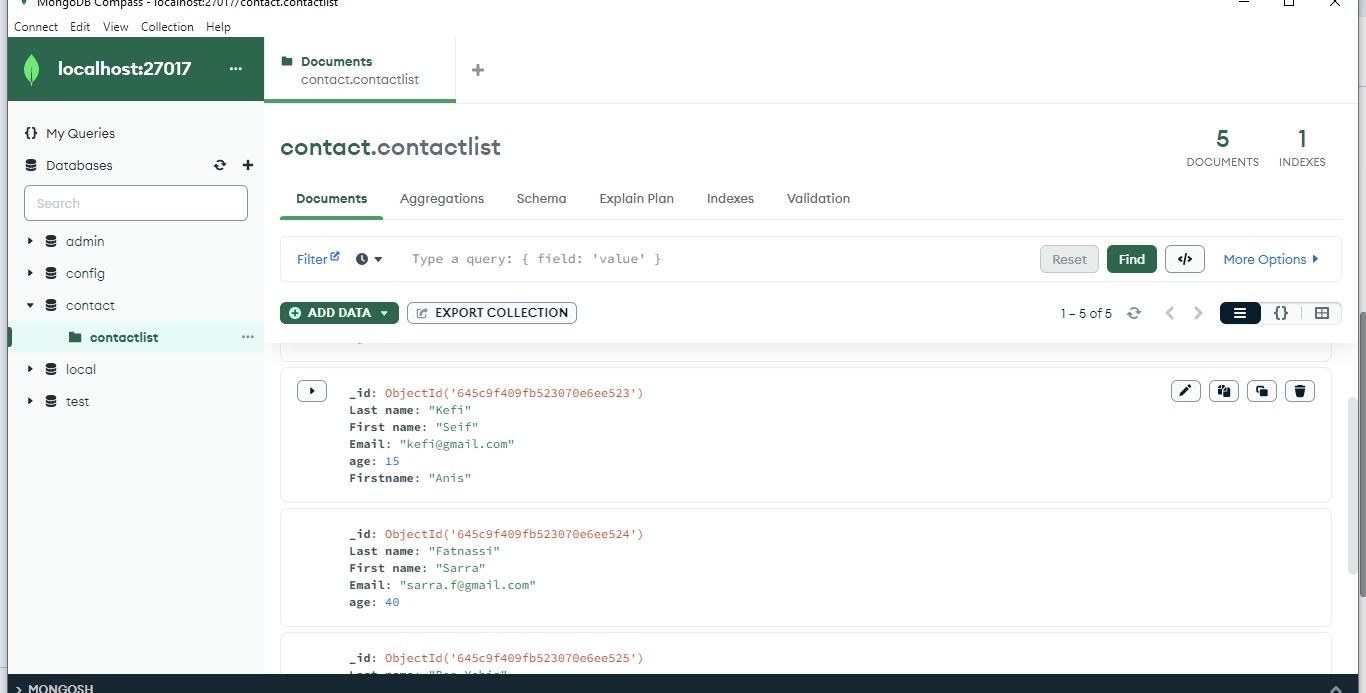 MongoDB Compass - localhost:27017/contact.contactlist
Connect Edit View Collection Help
localhost:27017
Documents
contact.contactlist
My Queries
Databases
Search
admin
config
contact
contactlist
local
test
contact.contactlist
5
DOCUMENTS
1
INDEXES
Documents Aggregations Schema Explain Plan Indexes Validation
Filter
Type a query: { field: 'value' }
Reset
Find
</>
More Options
ADD DATA
EXPORT COLLECTION
1 – 5 of 5
{}
_id: ObjectId('645c9f409fb523070e6ee523')
Last name: "Kefi"
First name: "Seif"
Email: "kefi@gmail.com"
age: 15
Firstname: "Anis"
_id: ObjectId('645c9f409fb523070e6ee524')
Last name: "Fatnassi"
First name: "Sarra"
Email: "sarra.f@gmail.com"
age: 40
_id: ObjectId('645c9f409fb523070e6ee525')
Last name: "Ben Yahia"
>MONGOSH